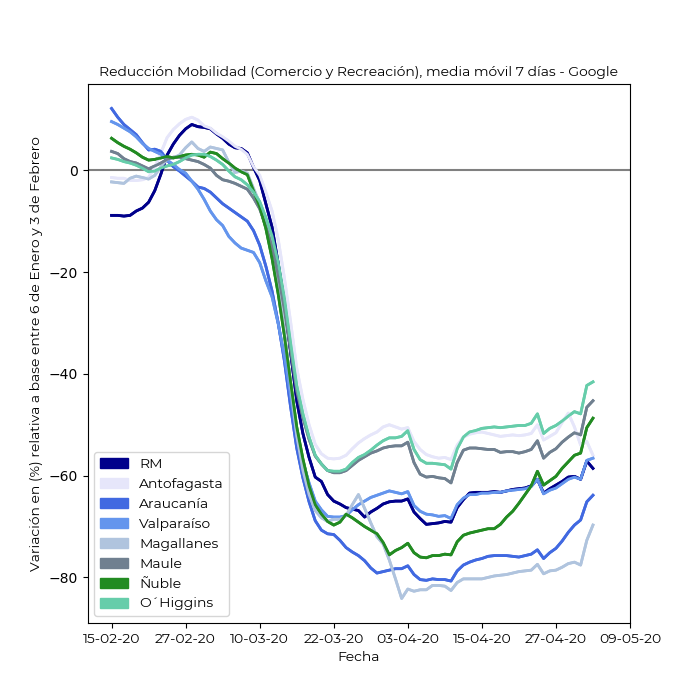 Reducción Mobilidad (Comercio y Recreación), media móvil 7 días - Google
Variación en (%) relativa a base entre 6 de Enero y 3 de Febrero
0
−20
−40
−60
−80
RM
Antofagasta
Araucanía
Valparaíso
Magallanes
Maule
Ñuble
O´Higgins
15-02-20 27-02-20 10-03-20 22-03-20 03-04-20 15-04-20 27-04-20 09-05-20
Fecha